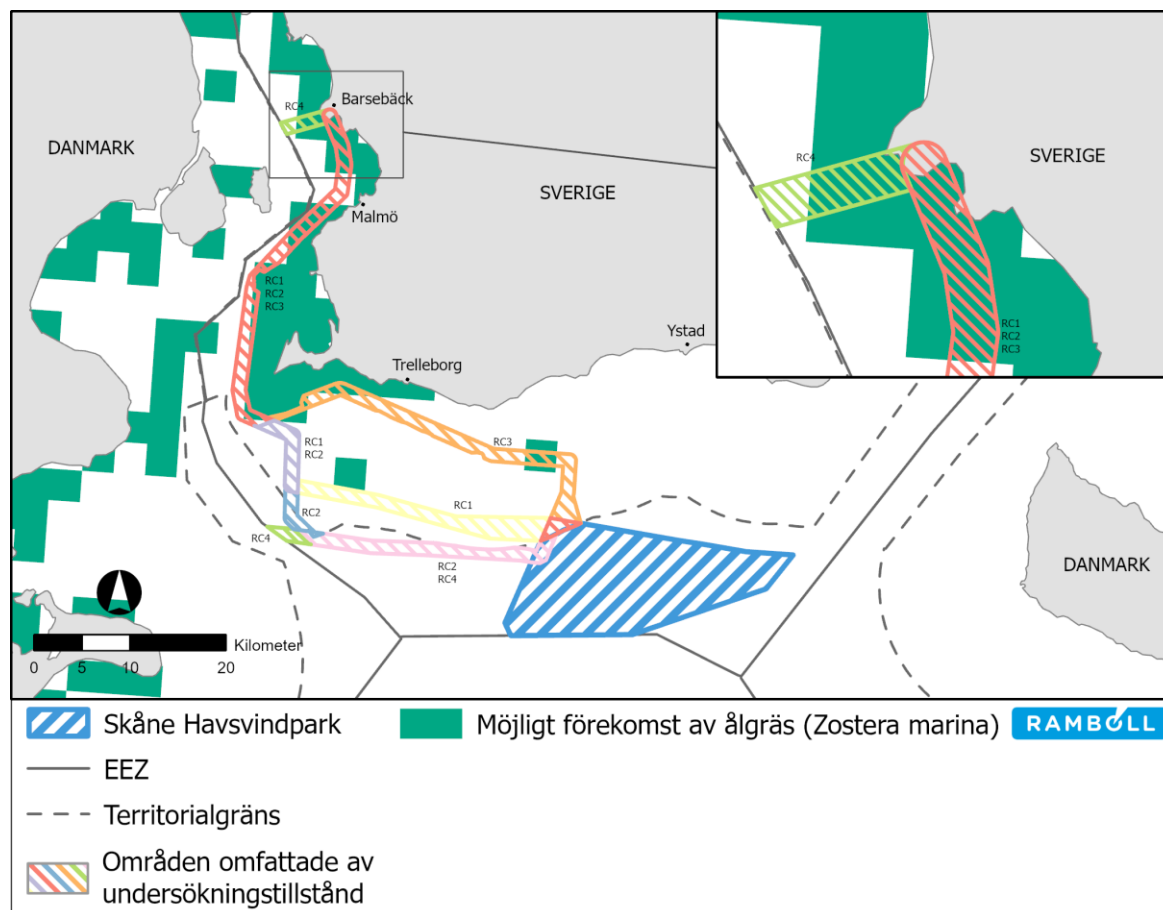 Barsebäck
RC4
DANMARK
SVERIGE
Malmö
RC1
RC2
RC3
Ystad
Trelleborg
RC3
RC1
RC2
RC2
RC1
RC4
RC2
RC4
RC4
SVERIGE
RC1
RC2
RC3
DANMARK
Kilometer
0 5 10 20
Skåne Havsvindpark
Möjligt förekomst av ålgräs (Zostera marina)
RAMBOLL
EEZ
Territorialgräns
Områden omfattade av
undersökningstillstånd